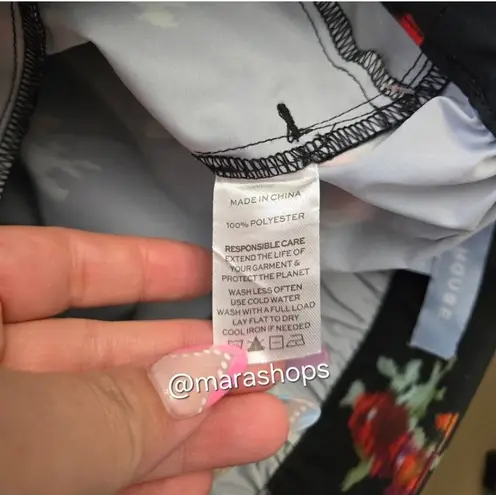 MADE IN CHINA
100% POLYESTER
RESPONSIBLE CARE
EXTEND THE LIFE OF
YOUR GARMENT &
PROTECT THE PLANET
WASH LESS OFTEN
USE COLD WATER
WASH WITH A FULL LOAD
LAY FLAT TO DRY
COOL IRON IF NEEDED
@marashops
HOUSE